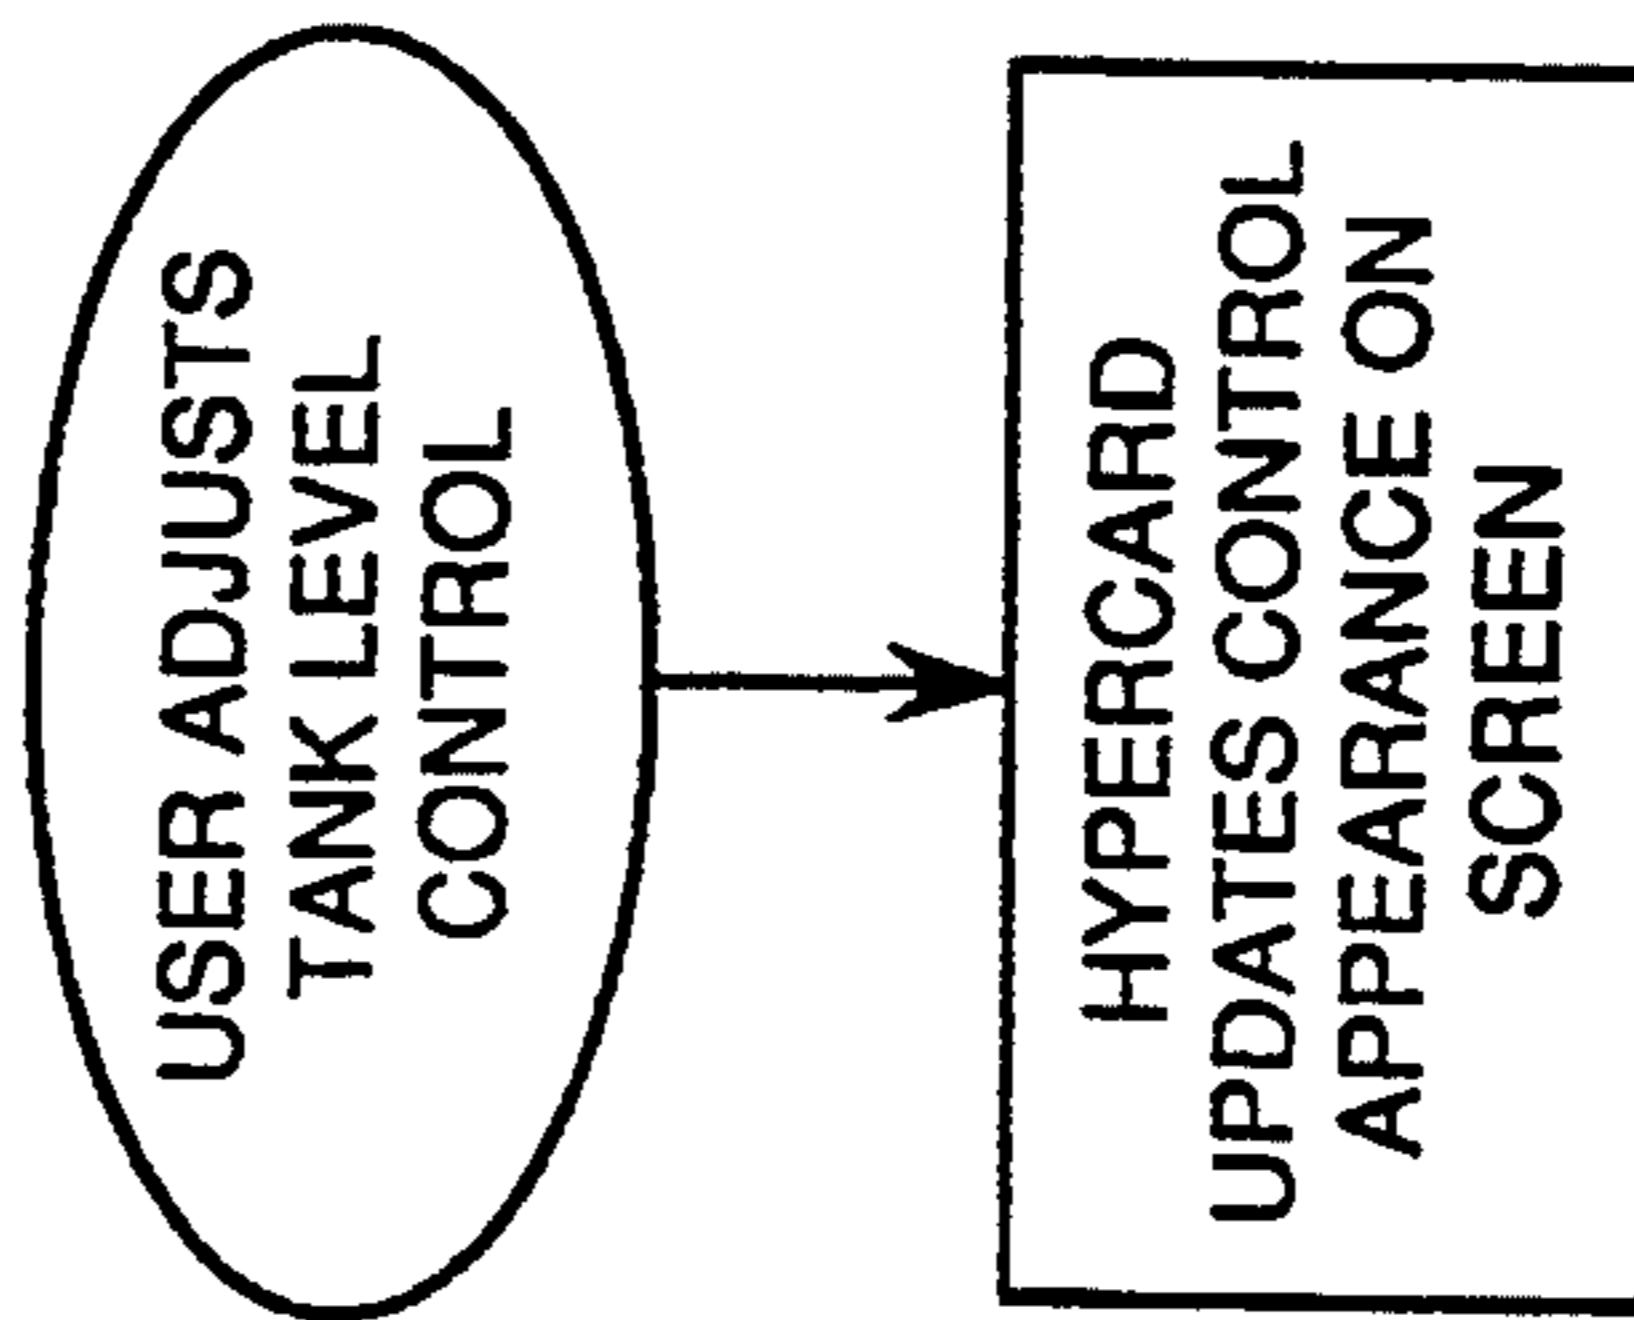 USER ADJUSTS
TANK LEVEL
CONTROL
HYPERCARD
UPDATES CONTROL
APPEARANCE ON
SCREEN